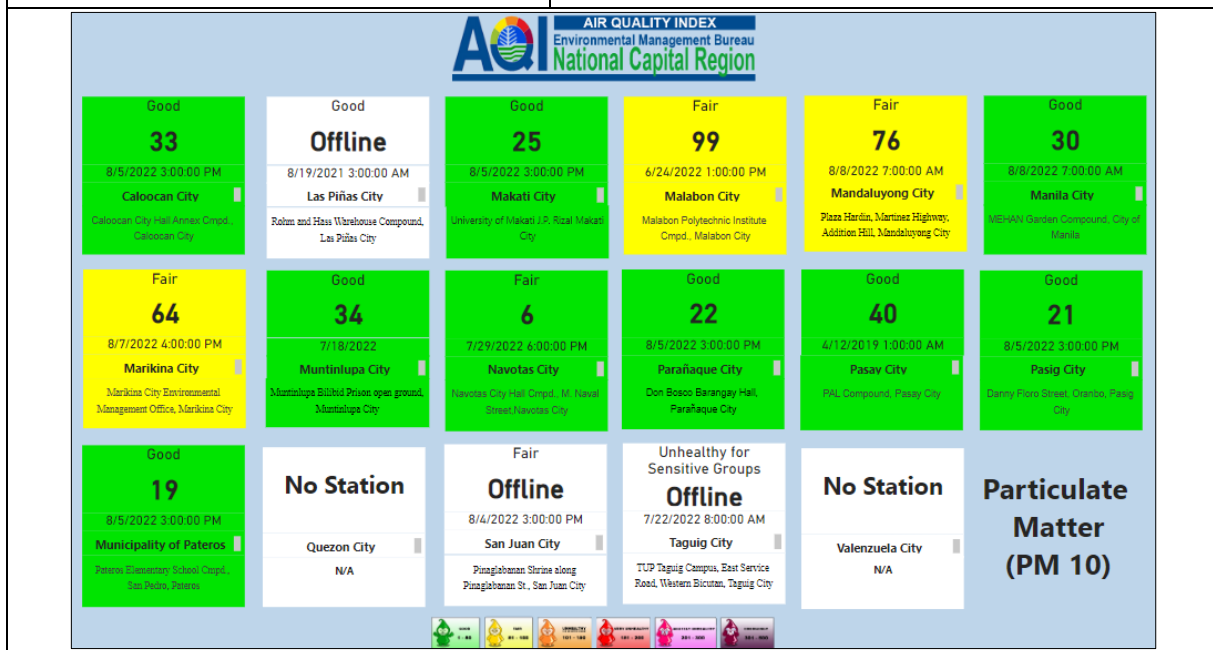 AQI
AIR QUALITY INDEX
Environmental Management Bureau
National Capital Region
Good
33
8/5/2022 3:00:00 PM
Caloocan City
Caloocan City Hall Annex Cmpd.,
Caloocan City
Good
Offline
8/19/2021 3:00:00 AM
Las Piñas City
Rohm and Hass Warehouse Compound,
Las Piñas City
Good
25
8/5/2022 3:00:00 PM
Makati City
University of Makati J.P. Rizal Makati
City
Fair
99
6/24/2022 1:00:00 PM
Malabon City
Malabon Polytechnic Institute
Cmpd., Malabon City
Fair
76
8/8/2022 7:00:00 AM
Mandaluyong City
Plaza Hardin, Martinez Highway,
Addition Hill, Mandaluyong City
Good
30
8/8/2022 7:00:00 AM
Manila City
MEHAN Garden Compound, City of
Manila
Fair
64
8/7/2022 4:00:00 PM
Marikina City
Marikina City Environmental
Management Office, Marikina City
Good
34
7/18/2022
Muntinlupa City
Muntinlupa Bilibid Prison open ground,
Muntinlupa City
Fair
6
7/29/2022 6:00:00 PM
Navotas City
Navotas City Hall Cmpd., M. Naval
Street,Navotas City
Good
22
8/5/2022 3:00:00 PM
Parañaque City
Don Bosco Barangay Hall,
Parañaque City
Good
40
4/12/2019 1:00:00 AM
Pasay City
PAL Compound, Pasay City
Good
21
8/5/2022 3:00:00 PM
Pasig City
Danny Floro Street, Oranbo, Pasig
City
Good
19
8/5/2022 3:00:00 PM
Municipality of Pateros
Pateros Elementary School Cmpd.,
San Pedro, Pateros
No Station
Quezon City
N/A
Fair
Offline
8/4/2022 3:00:00 PM
San Juan City
Pinaglabanan Shrine along
Pinaglabanan St., San Juan City
Unhealthy for
Sensitive Groups
Offline
7/22/2022 8:00:00 AM
Taguig City
TUP Taguig Campus, East Service
Road, Western Bicutan, Taguig City
No Station
Valenzuela City
N/A
Particulate
Matter
(PM 10)